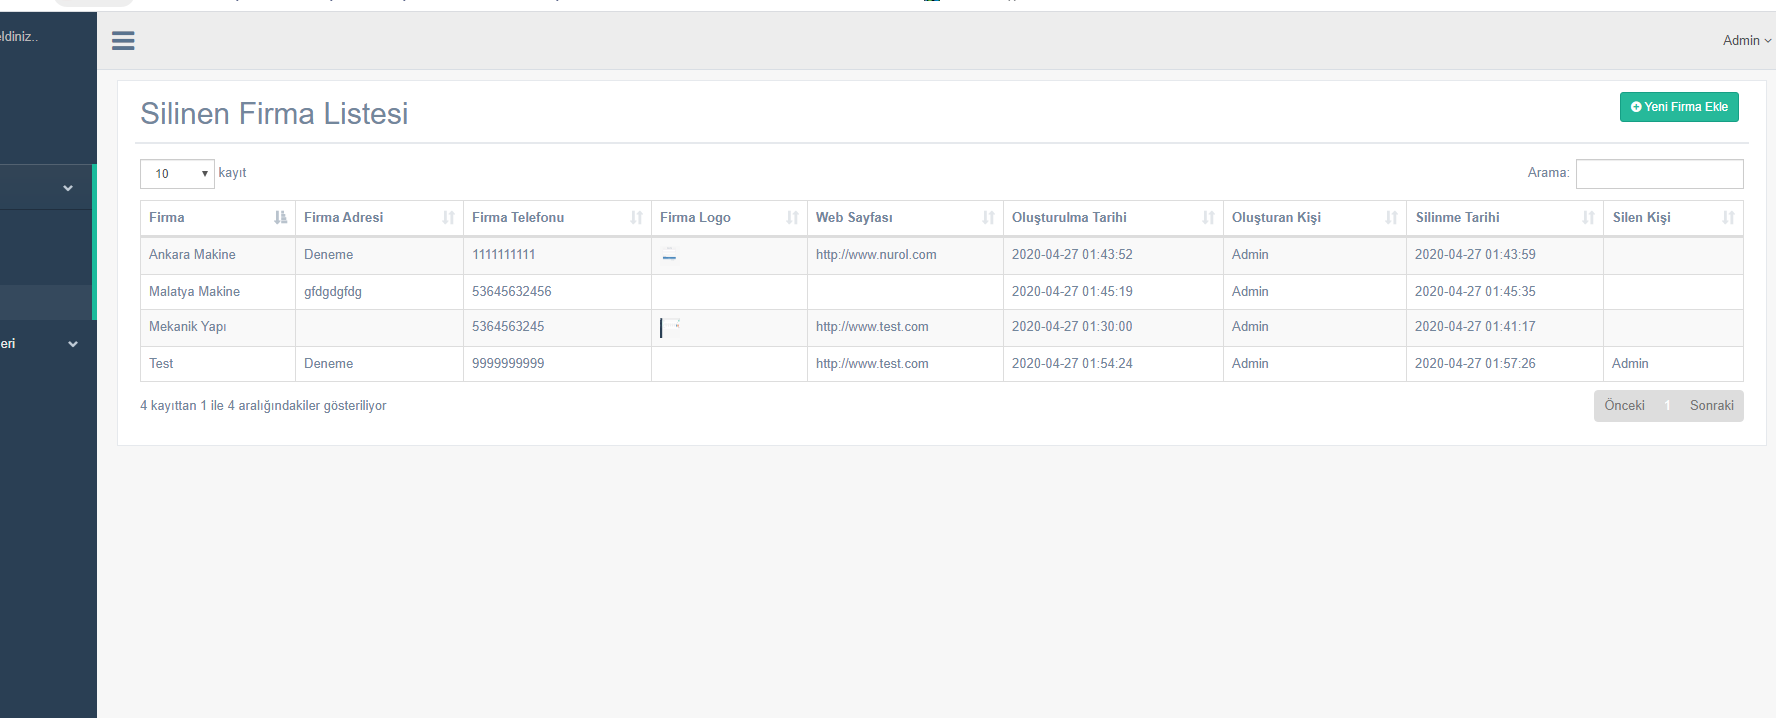 eldiniz..
Admin
Silinen Firma Listesi
Yeni Firma Ekle
10 kayıt
Arama:
Firma Firma Adresi Firma Telefonu Firma Logo Web Sayfası Oluşturulma Tarihi Oluşturan Kişi Silinme Tarihi Silen Kişi
Ankara Makine Deneme 1111111111 http://www.nurol.com 2020-04-27 01:43:52 Admin 2020-04-27 01:43:59
Malatya Makine gfdgdgfdg 53645632456 2020-04-27 01:45:19 Admin 2020-04-27 01:45:35
Mekanik Yapı 5364563245 http://www.test.com 2020-04-27 01:30:00 Admin 2020-04-27 01:41:17
eri
Test Deneme 9999999999 http://www.test.com 2020-04-27 01:54:24 Admin 2020-04-27 01:57:26 Admin
4 kayıttan 1 ile 4 aralığındakiler gösteriliyor
Önceki 1 Sonraki